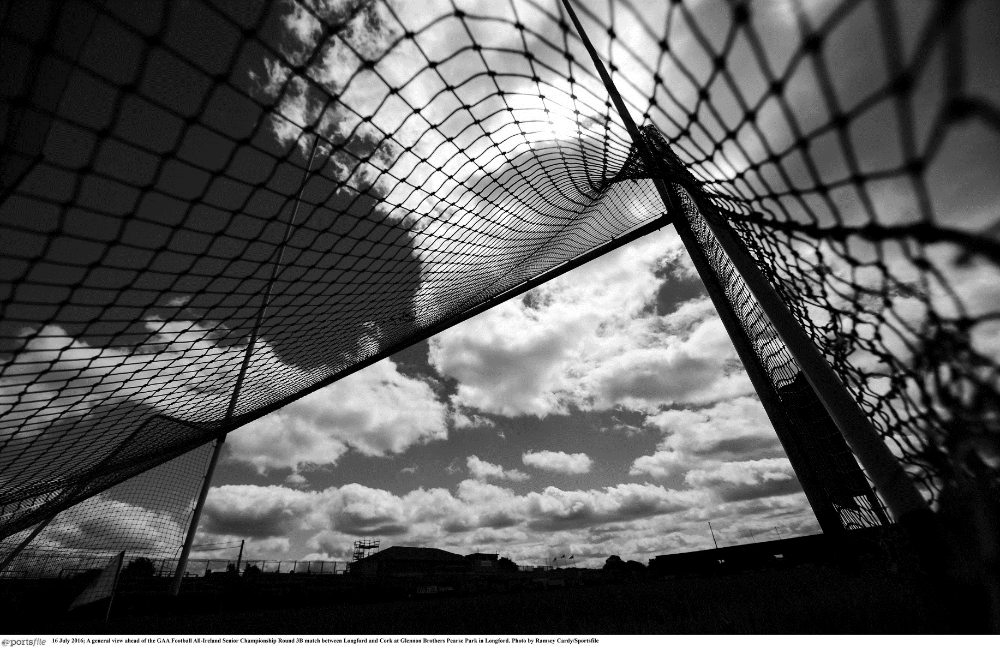 sportsfile 16 July 2016; A general view ahead of the GAA Football All-Ireland Senior Championship Round 3B match between Longford and Cork at Glennon Brothers Pearse Park in Longford. Photo by Ramsey Cardy/Sportsfile